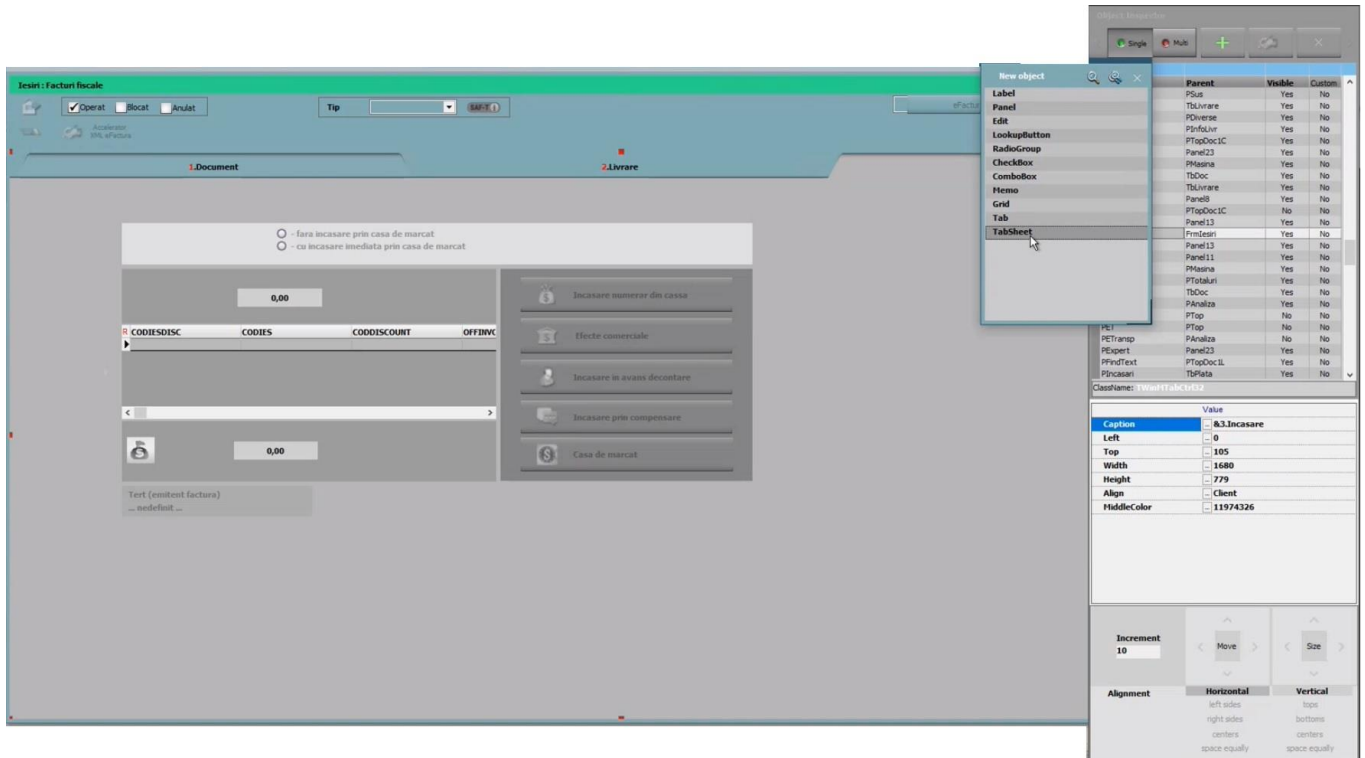 Object Inspector
Single Multi
New object
Label
Panel
Edit
LookupButton
RadioGroup
CheckBox
ComboBox
Memo
Grid
Tab
TabSheet
Iesiri : Facturi fiscale
Operat Blocat Anulat
Tip SAF-T
Accelerator
XML eFactura
1.Document
2.Livrare
- fara incasare prin casa de marcat
- cu incasare imediata prin casa de marcat
0,00
R CODIESDISC CODIES CODDISCOUNT OFFINVC
0,00
Tert (emitent factura)
... nedefinit ...
Incasare numerar din cassa
Efecte comerciale
Incasare in avans decontare
Incasare prin compensare
Casa de marcat
Parent Visible Custom
PSus Yes No
TbLivrare Yes No
PDiverse Yes No
PInfoLivr Yes No
PTopDoc1C Yes No
Panel23 Yes No
PMasina Yes No
TbDoc Yes No
TbLivrare Yes No
Panel8 Yes No
PTopDoc1C No No
Panel13 Yes No
FrmIesiri Yes No
Panel13 Yes No
Panel11 Yes No
PMasina Yes No
PTotaluri Yes No
TbDoc Yes No
PAnaliza Yes No
PTop No No
PET PTop No No
PETransp PAnaliza No No
PExpert Panel23 Yes No
PFindText PTopDoc1L Yes No
PIncasari TbPlata Yes No
ClassName: TWinHTabCtrl32
Value
Caption &3.Incasare
Left 0
Top 105
Width 1680
Height 779
Align Client
MiddleColor 11974326
Increment
10
Move
Size
Alignment Horizontal Vertical
left sides tops
right sides bottoms
centers centers
space equally space equally